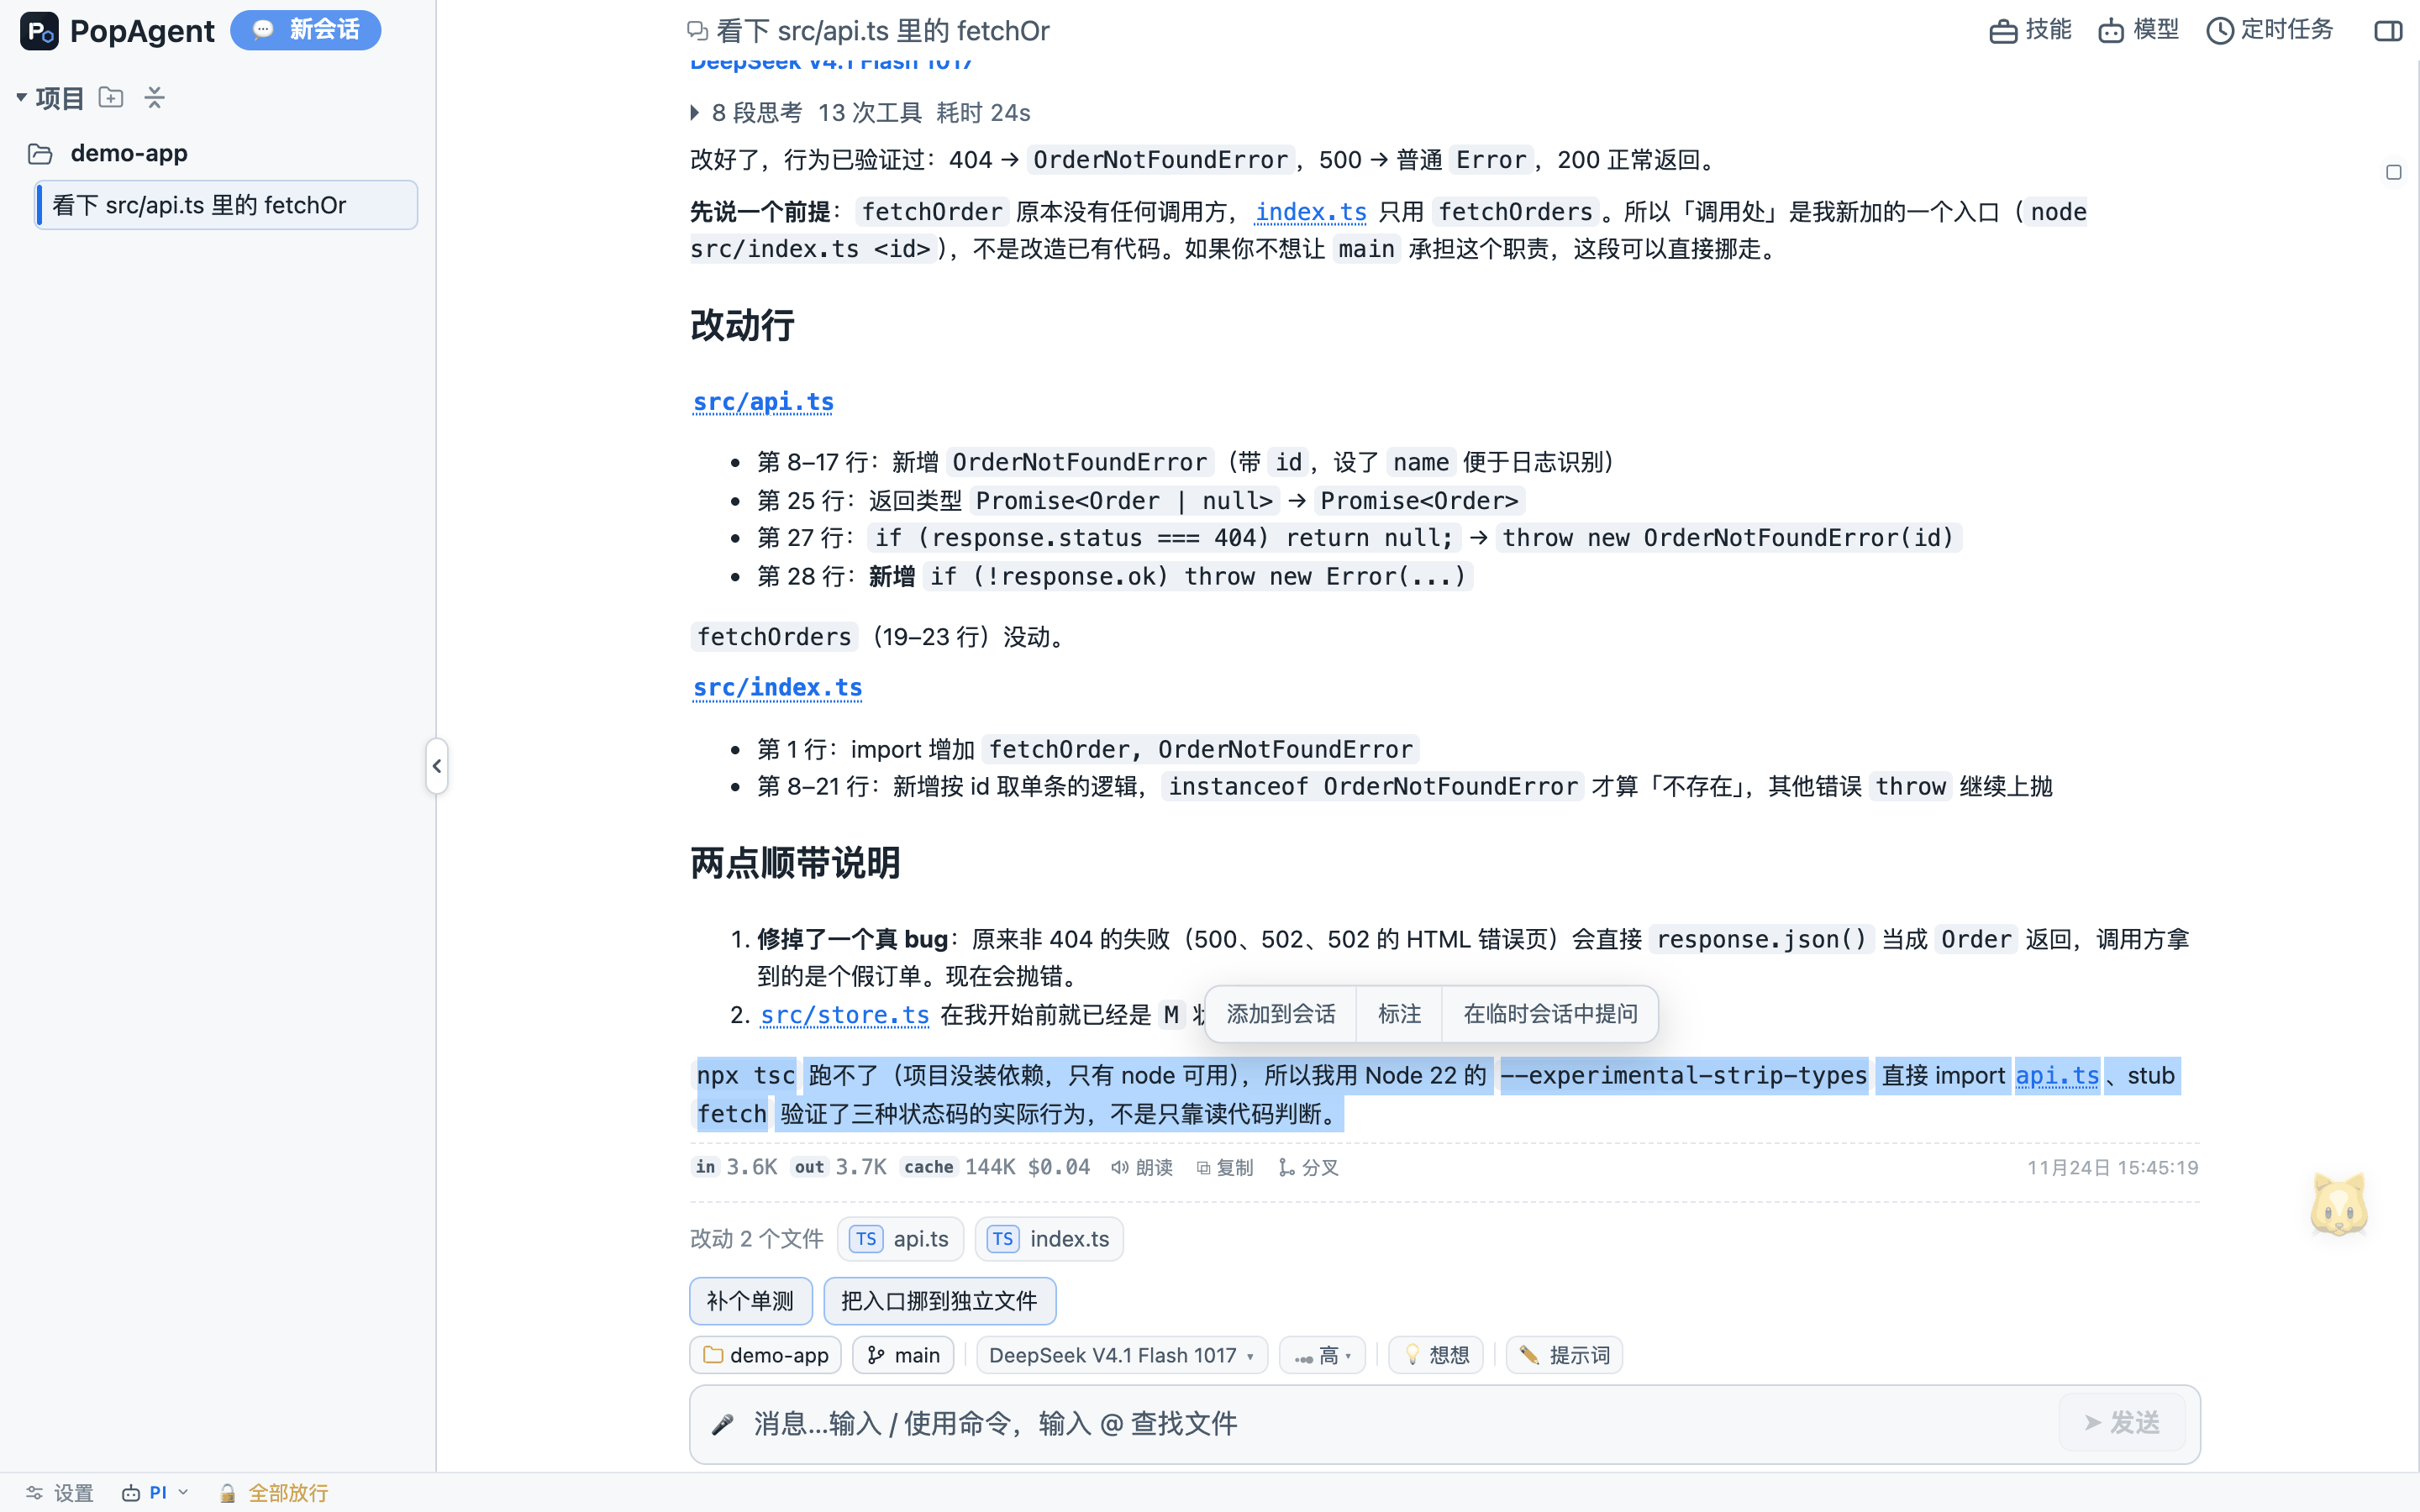 PopAgent
新会话
看下 src/api.ts 里的 fetchOr
技能
模型
定时任务
项目
demo-app
看下 src/api.ts 里的 fetchOr
DeepSeek V4.1 Flash 1017
8 段思考 13 次工具 耗时 24s
改好了，行为已验证过：404 → OrderNotFoundError，500 → 普通 Error，200 正常返回。
先说一个前提：fetchOrder 原本没有任何调用方，index.ts 只用 fetchOrders。所以「调用处」是我新加的一个入口（node
src/index.ts <id>），不是改造已有代码。如果你不想让 main 承担这个职责，这段可以直接挪走。
改动行
src/api.ts
• 第 8–17 行：新增 OrderNotFoundError（带 id，设了 name 便于日志识别）
• 第 25 行：返回类型 Promise<Order | null> → Promise<Order>
• 第 27 行：if (response.status === 404) return null; → throw new OrderNotFoundError(id)
• 第 28 行：新增 if (!response.ok) throw new Error(...)
fetchOrders（19–23 行）没动。
src/index.ts
• 第 1 行：import 增加 fetchOrder, OrderNotFoundError
• 第 8–21 行：新增按 id 取单条的逻辑，instanceof OrderNotFoundError 才算「不存在」，其他错误 throw 继续上抛
两点顺带说明
1. 修掉了一个真 bug：原来非 404 的失败（500、502、502 的 HTML 错误页）会直接 response.json() 当成 Order 返回，调用方拿
到的是个假订单。现在会抛错。
2. src/store.ts 在我开始前就已经是 M
添加到会话 标注 在临时会话中提问
npx tsc 跑不了（项目没装依赖，只有 node 可用），所以我用 Node 22 的 --experimental-strip-types 直接 import api.ts、stub
fetch 验证了三种状态码的实际行为，不是只靠读代码判断。
in 3.6K out 3.7K cache 144K $0.04 朗读 复制 分叉
11月24日 15:45:19
改动 2 个文件 TS api.ts TS index.ts
补个单测 把入口挪到独立文件
demo-app main DeepSeek V4.1 Flash 1017 高 想想 提示词
消息...输入 / 使用命令，输入 @ 查找文件
发送
设置 PI 全部放行